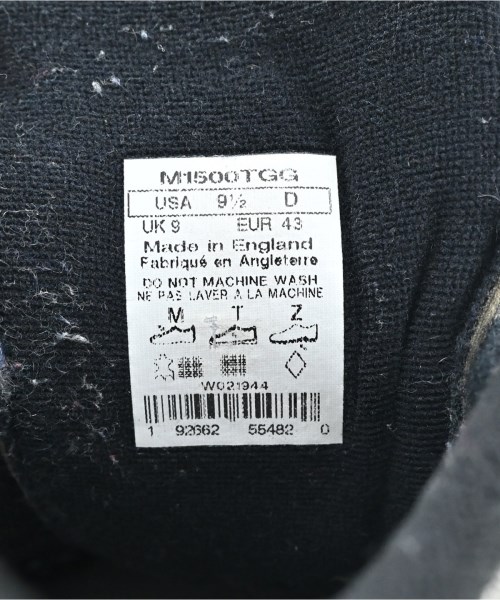 M1500TGG
USA 9½ D
UK 9 EUR 43
Made in England
Fabriqué en Angleterre
DO NOT MACHINE WASH
NE PAS LAVER A LA MACHINE
M T Z
W021944
1 92662 55482 0